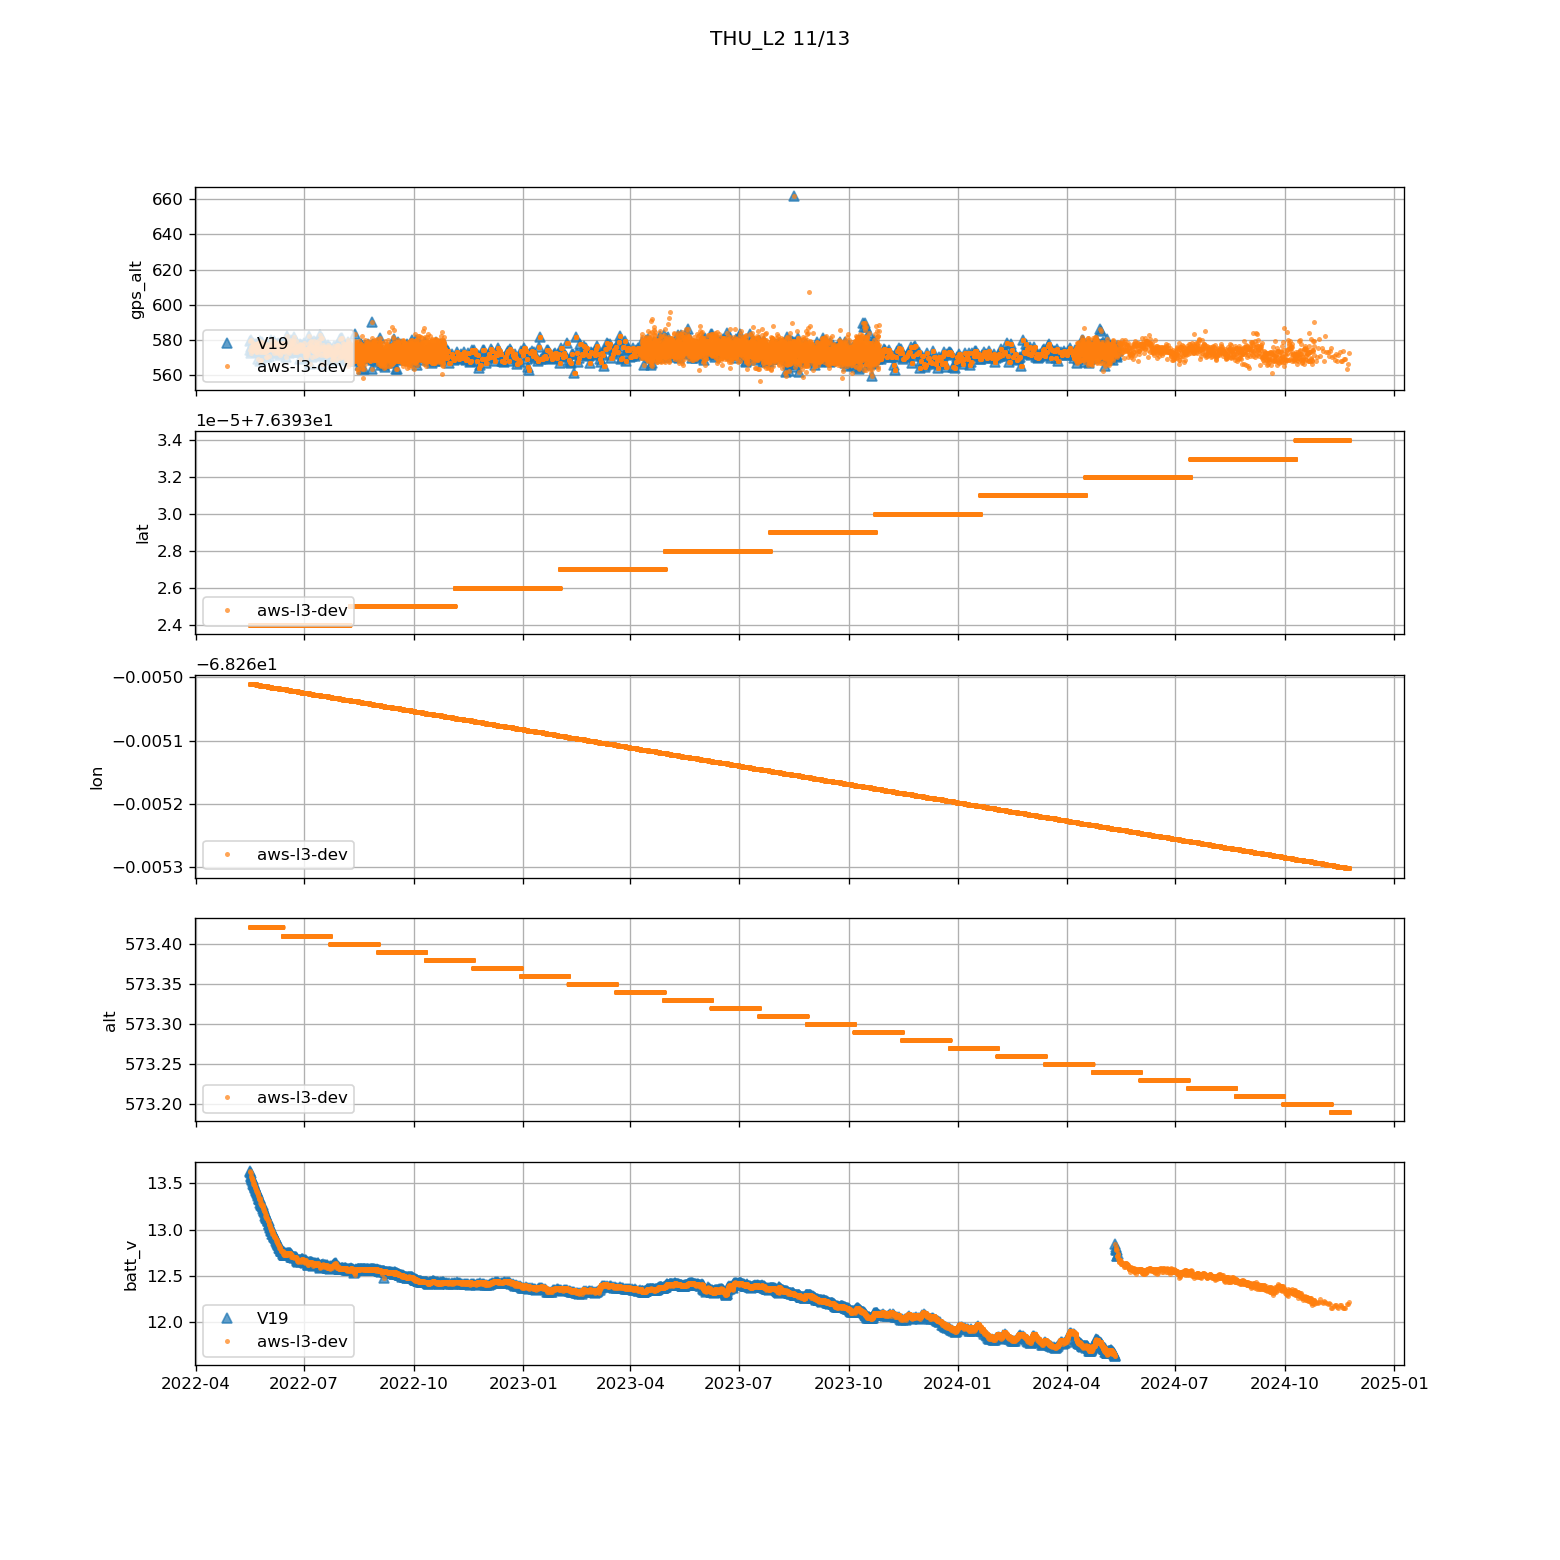 THU_L2 11/13
660
640
620
600
580
560
gps_alt
V19
aws-l3-dev
1e−5+7.6393e1
3.4
3.2
3.0
2.8
2.6
2.4
lat
aws-l3-dev
−6.826e1
−0.0050
−0.0051
−0.0052
−0.0053
lon
aws-l3-dev
573.40
573.35
573.30
573.25
573.20
alt
aws-l3-dev
13.5
13.0
12.5
12.0
batt_v
V19
aws-l3-dev
2022-04 2022-07 2022-10 2023-01 2023-04 2023-07 2023-10 2024-01 2024-04 2024-07 2024-10 2025-01